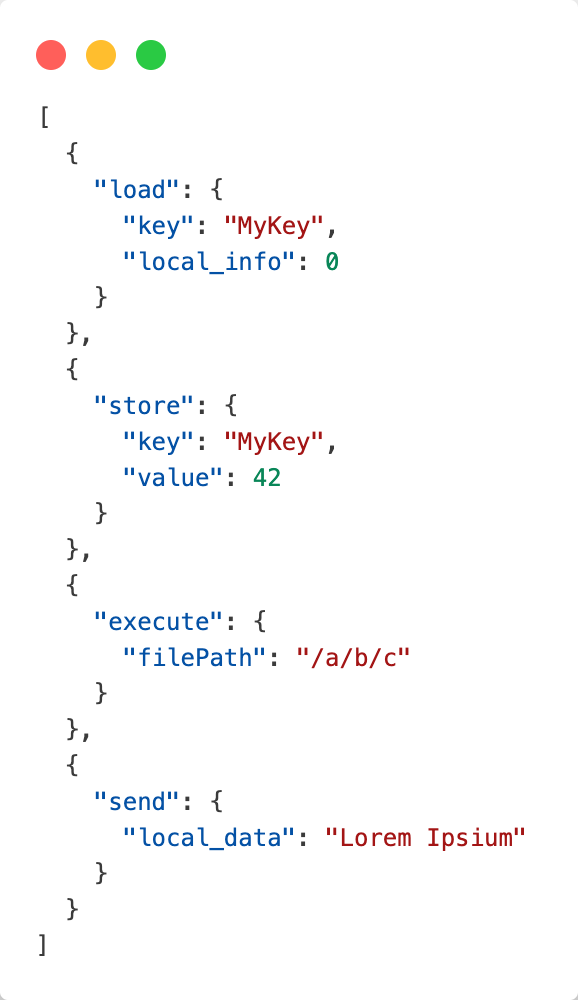 [
  {
    "load": {
      "key": "MyKey",
      "local_info": 0
    }
  },
  {
    "store": {
      "key": "MyKey",
      "value": 42
    }
  },
  {
    "execute": {
      "filePath": "/a/b/c"
    }
  },
  {
    "send": {
      "local_data": "Lorem Ipsium"
    }
  }
]